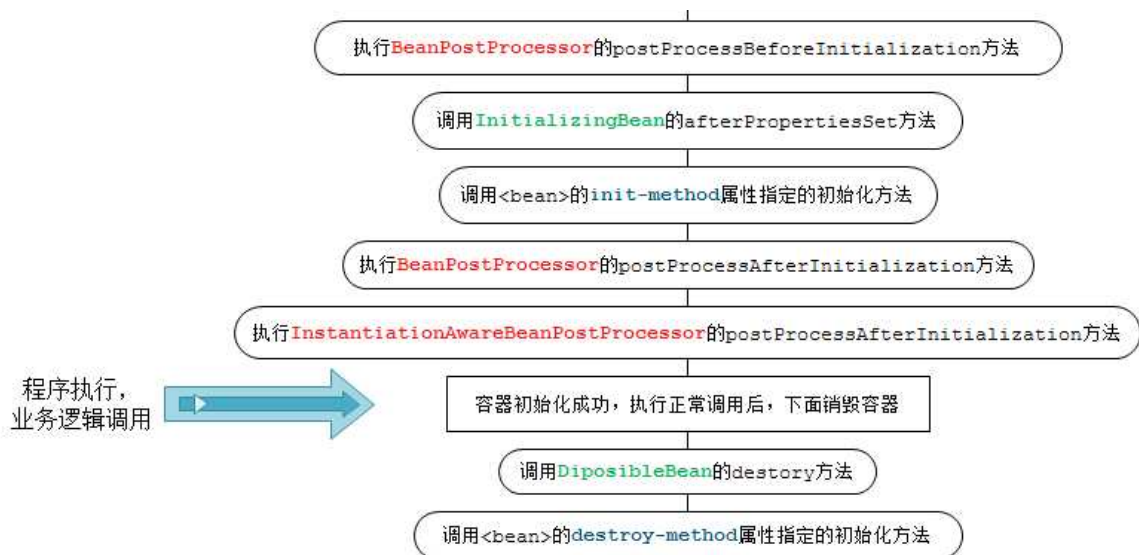 执行BeanPostProcessor的postProcessBeforeInitialization方法
调用InitializingBean的afterPropertiesSet方法
调用<bean>的init-method属性指定的初始化方法
执行BeanPostProcessor的postProcessAfterInitialization方法
执行InstantiationAwareBeanPostProcessor的postProcessAfterInitialization方法
程序执行，
业务逻辑调用
容器初始化成功，执行正常调用后，下面销毁容器
调用DiposibleBean的destory方法
调用<bean>的destroy-method属性指定的初始化方法